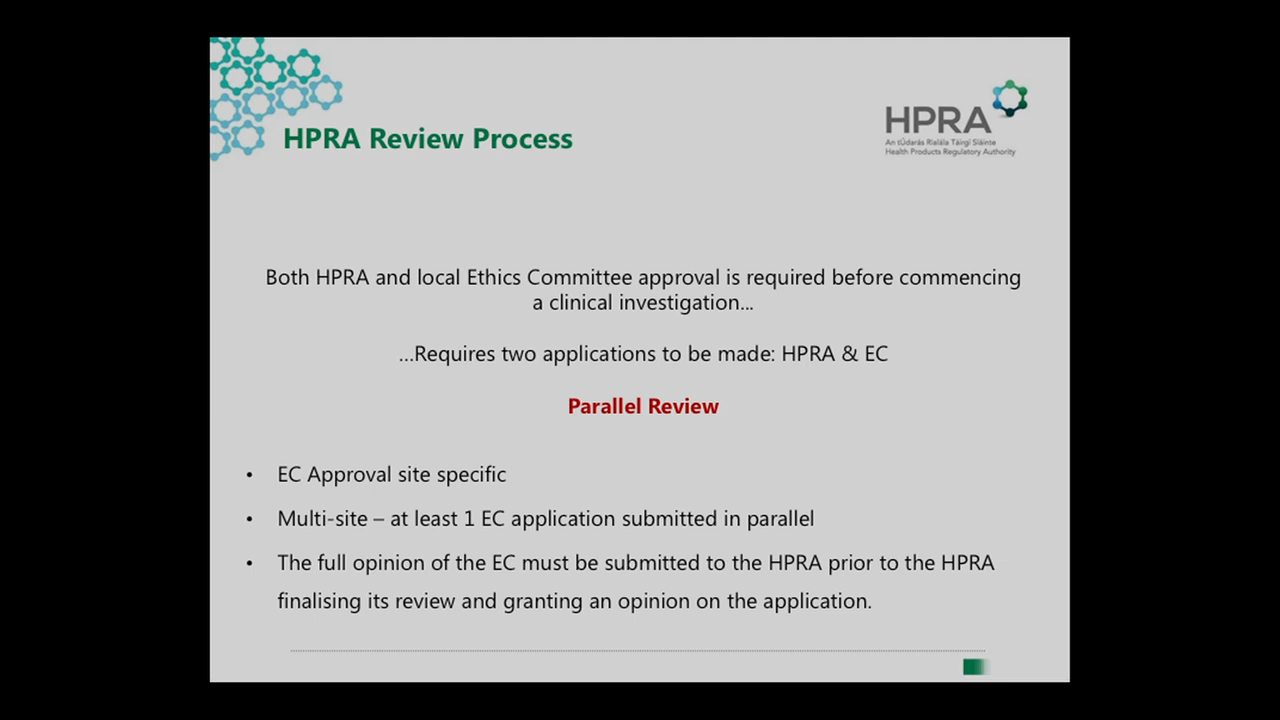 HPRA Review Process
HPRA
An tÚdarás Rialála Táirgí Sláinte
Health Products Regulatory Authority
Both HPRA and local Ethics Committee approval is required before commencing
a clinical investigation...
...Requires two applications to be made: HPRA & EC
Parallel Review
• EC Approval site specific
• Multi-site – at least 1 EC application submitted in parallel
• The full opinion of the EC must be submitted to the HPRA prior to the HPRA
finalising its review and granting an opinion on the application.